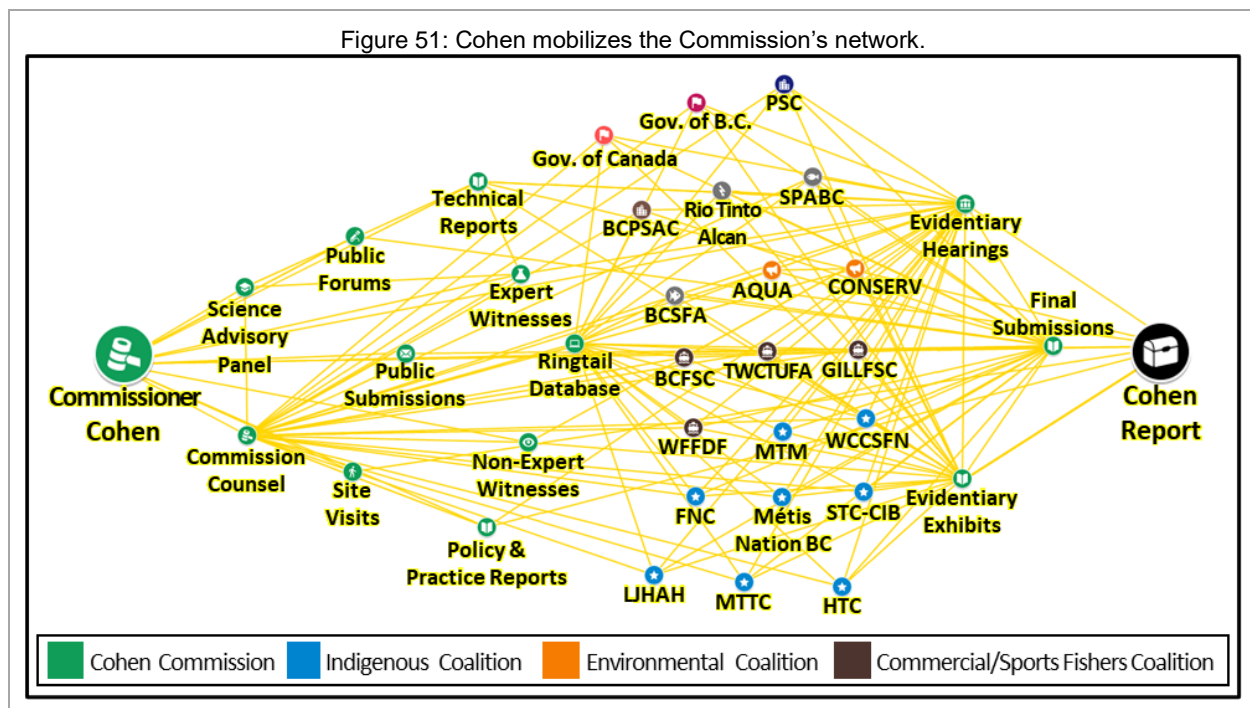 Figure 51: Cohen mobilizes the Commission's network.
PSC
Gov. of B.C.
Gov. of Canada
Technical
Reports
BCPSAC
Rio Tinto
Alcan
SPABC
Evidentiary
Hearings
Public
Forums
Science
Advisory
Panel
Expert
Witnesses
AQUA
CONSERV
BCSFA
Final
Submissions
Commissioner
Cohen
Public
Submissions
Ringtail
Database
BCFSC
TWCTUFA
GILLFSC
Cohen
Report
Commission
Counsel
Site
Visits
Non-Expert
Witnesses
WFFDF
MTM
WCCSFN
Policy &
Practice Reports
FNC
Métis
Nation BC
STC-CIB
Evidentiary
Exhibits
LJHAH
MTTC
HTC
Cohen Commission
Indigenous Coalition
Environmental Coalition
Commercial/Sports Fishers Coalition